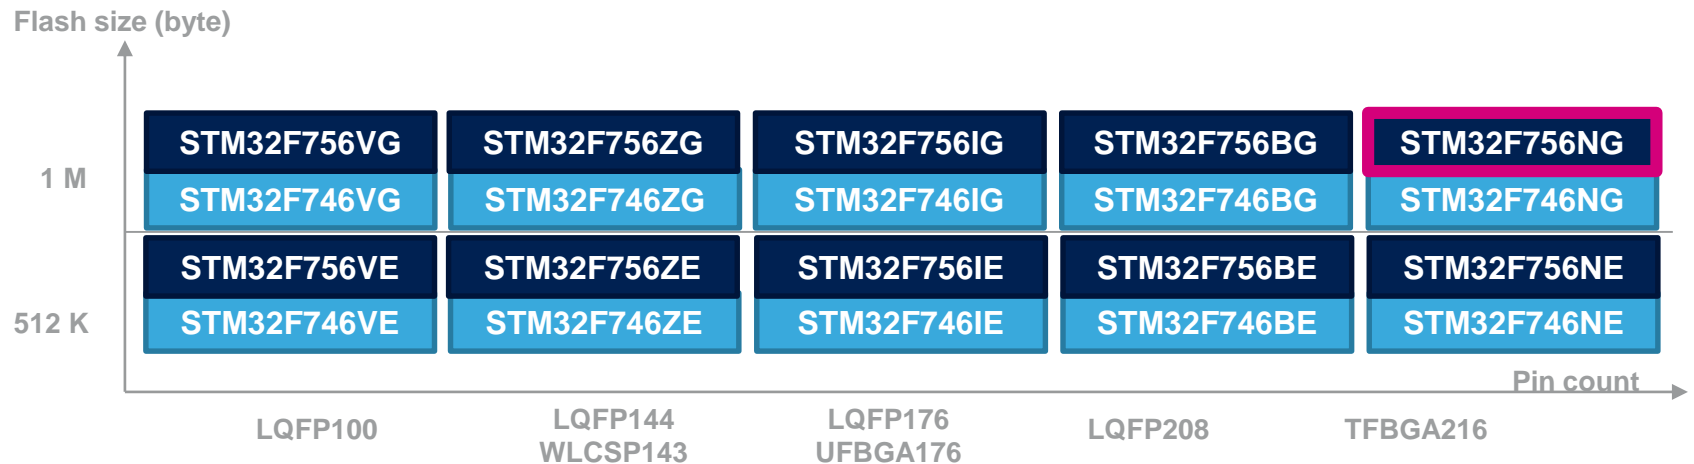 Flash size (byte)
STM32F756VG STM32F756ZG STM32F756IG STM32F756BG STM32F756NG
1 M
STM32F746VG STM32F746ZG STM32F746IG STM32F746BG STM32F746NG
STM32F756VE STM32F756ZE STM32F756IE STM32F756BE STM32F756NE
512 K
STM32F746VE STM32F746ZE STM32F746IE STM32F746BE STM32F746NE
Pin count
LQFP100
LQFP144
WLCSP143
LQFP176
UFBGA176
LQFP208
TFBGA216